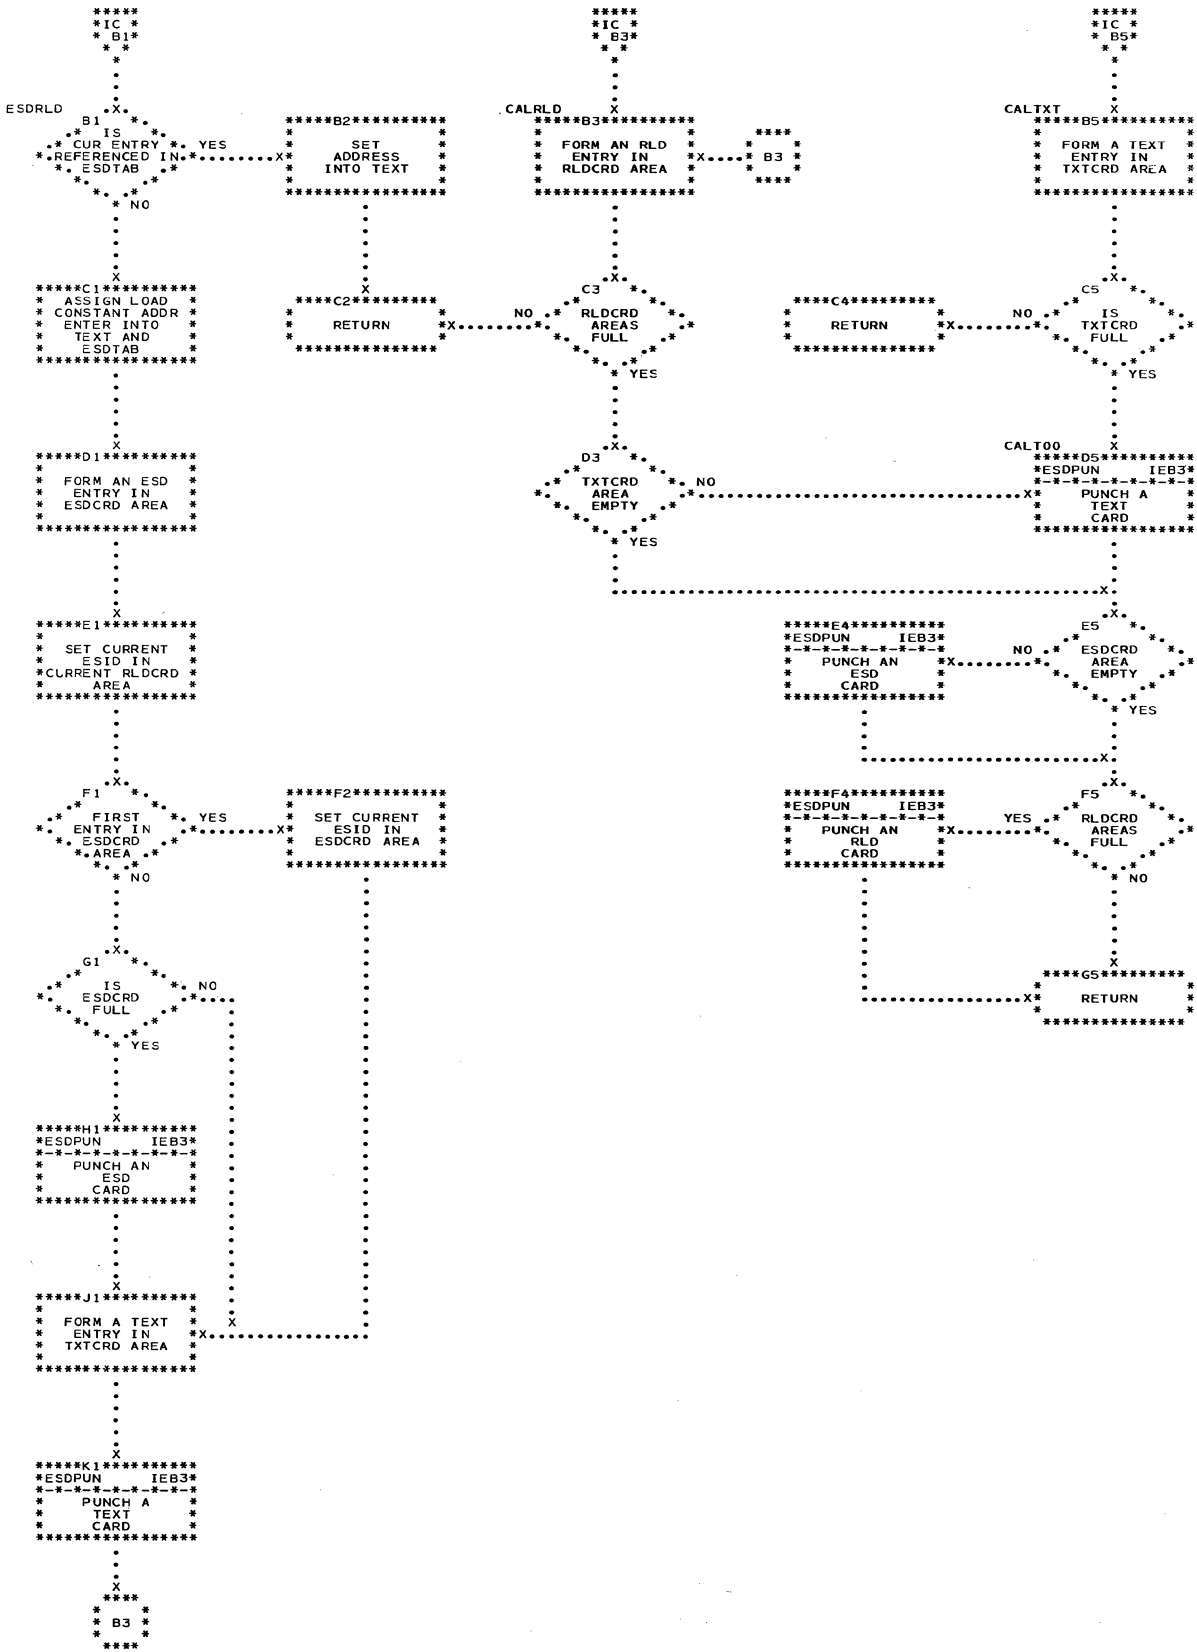 IC
B1
IC
B3
IC
B5
ESDRLD
B1
IS
CUR ENTRY
REFERENCED IN
ESDTAB
YES
NO
B2
SET
ADDRESS
INTO TEXT
CALRLD
B3
FORM AN RLD
ENTRY IN
RLDCRD AREA
B3
CALTXT
B5
FORM A TEXT
ENTRY IN
TXTCRD AREA
C1
ASSIGN LOAD
CONSTANT ADDR
ENTER INTO
TEXT AND
ESDTAB
C2
RETURN
C3
NO
RLDCRD
AREAS
FULL
YES
C4
RETURN
C5
NO
IS
TXTCRD
FULL
YES
D1
FORM AN ESD
ENTRY IN
ESDCRD AREA
D3
TXTCRD
AREA
EMPTY
NO
YES
CALT00
D5
ESDPUN IEB3
PUNCH A
TEXT
CARD
E1
SET CURRENT
ESID IN
CURRENT RLDCRD
AREA
E4
ESDPUN IEB3
PUNCH AN
ESD
CARD
E5
NO
ESDCRD
AREA
EMPTY
YES
F1
FIRST
ENTRY IN
ESDCRD
AREA
YES
NO
F2
SET CURRENT
ESID IN
ESDCRD AREA
F4
ESDPUN IEB3
PUNCH AN
RLD
CARD
F5
YES
RLDCRD
AREAS
FULL
NO
G1
IS
ESDCRD
FULL
NO
YES
G5
RETURN
H1
ESDPUN IEB3
PUNCH AN
ESD
CARD
J1
FORM A TEXT
ENTRY IN
TXTCRD AREA
K1
ESDPUN IEB3
PUNCH A
TEXT
CARD
B3